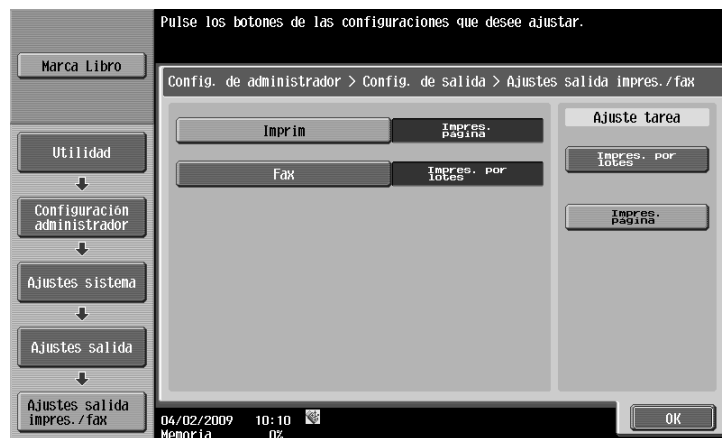 Pulse los botones de las configuraciones que desee ajustar.
Marca Libro
Config. de administrador > Config. de salida > Ajustes salida impres./fax
Utilidad
Configuración
administrador
Ajustes sistema
Ajustes salida
Ajustes salida
impres./fax
Imprim
Impres.
página
Fax
Impres. por
lotes
Ajuste tarea
Impres. por
lotes
Impres.
página
04/02/2009 10:10
Memoria 0%
OK